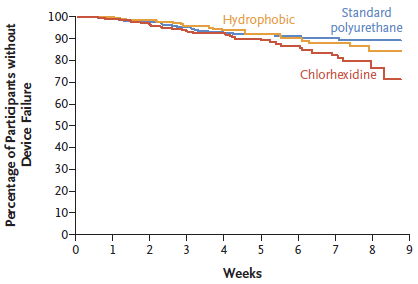 Percentage of Participants without
Device Failure
100
90
80
70
60
50
40
30
20
10
0
Hydrophobic
Standard
polyurethane
Chlorhexidine
0 1 2 3 4 5 6 7 8 9
Weeks